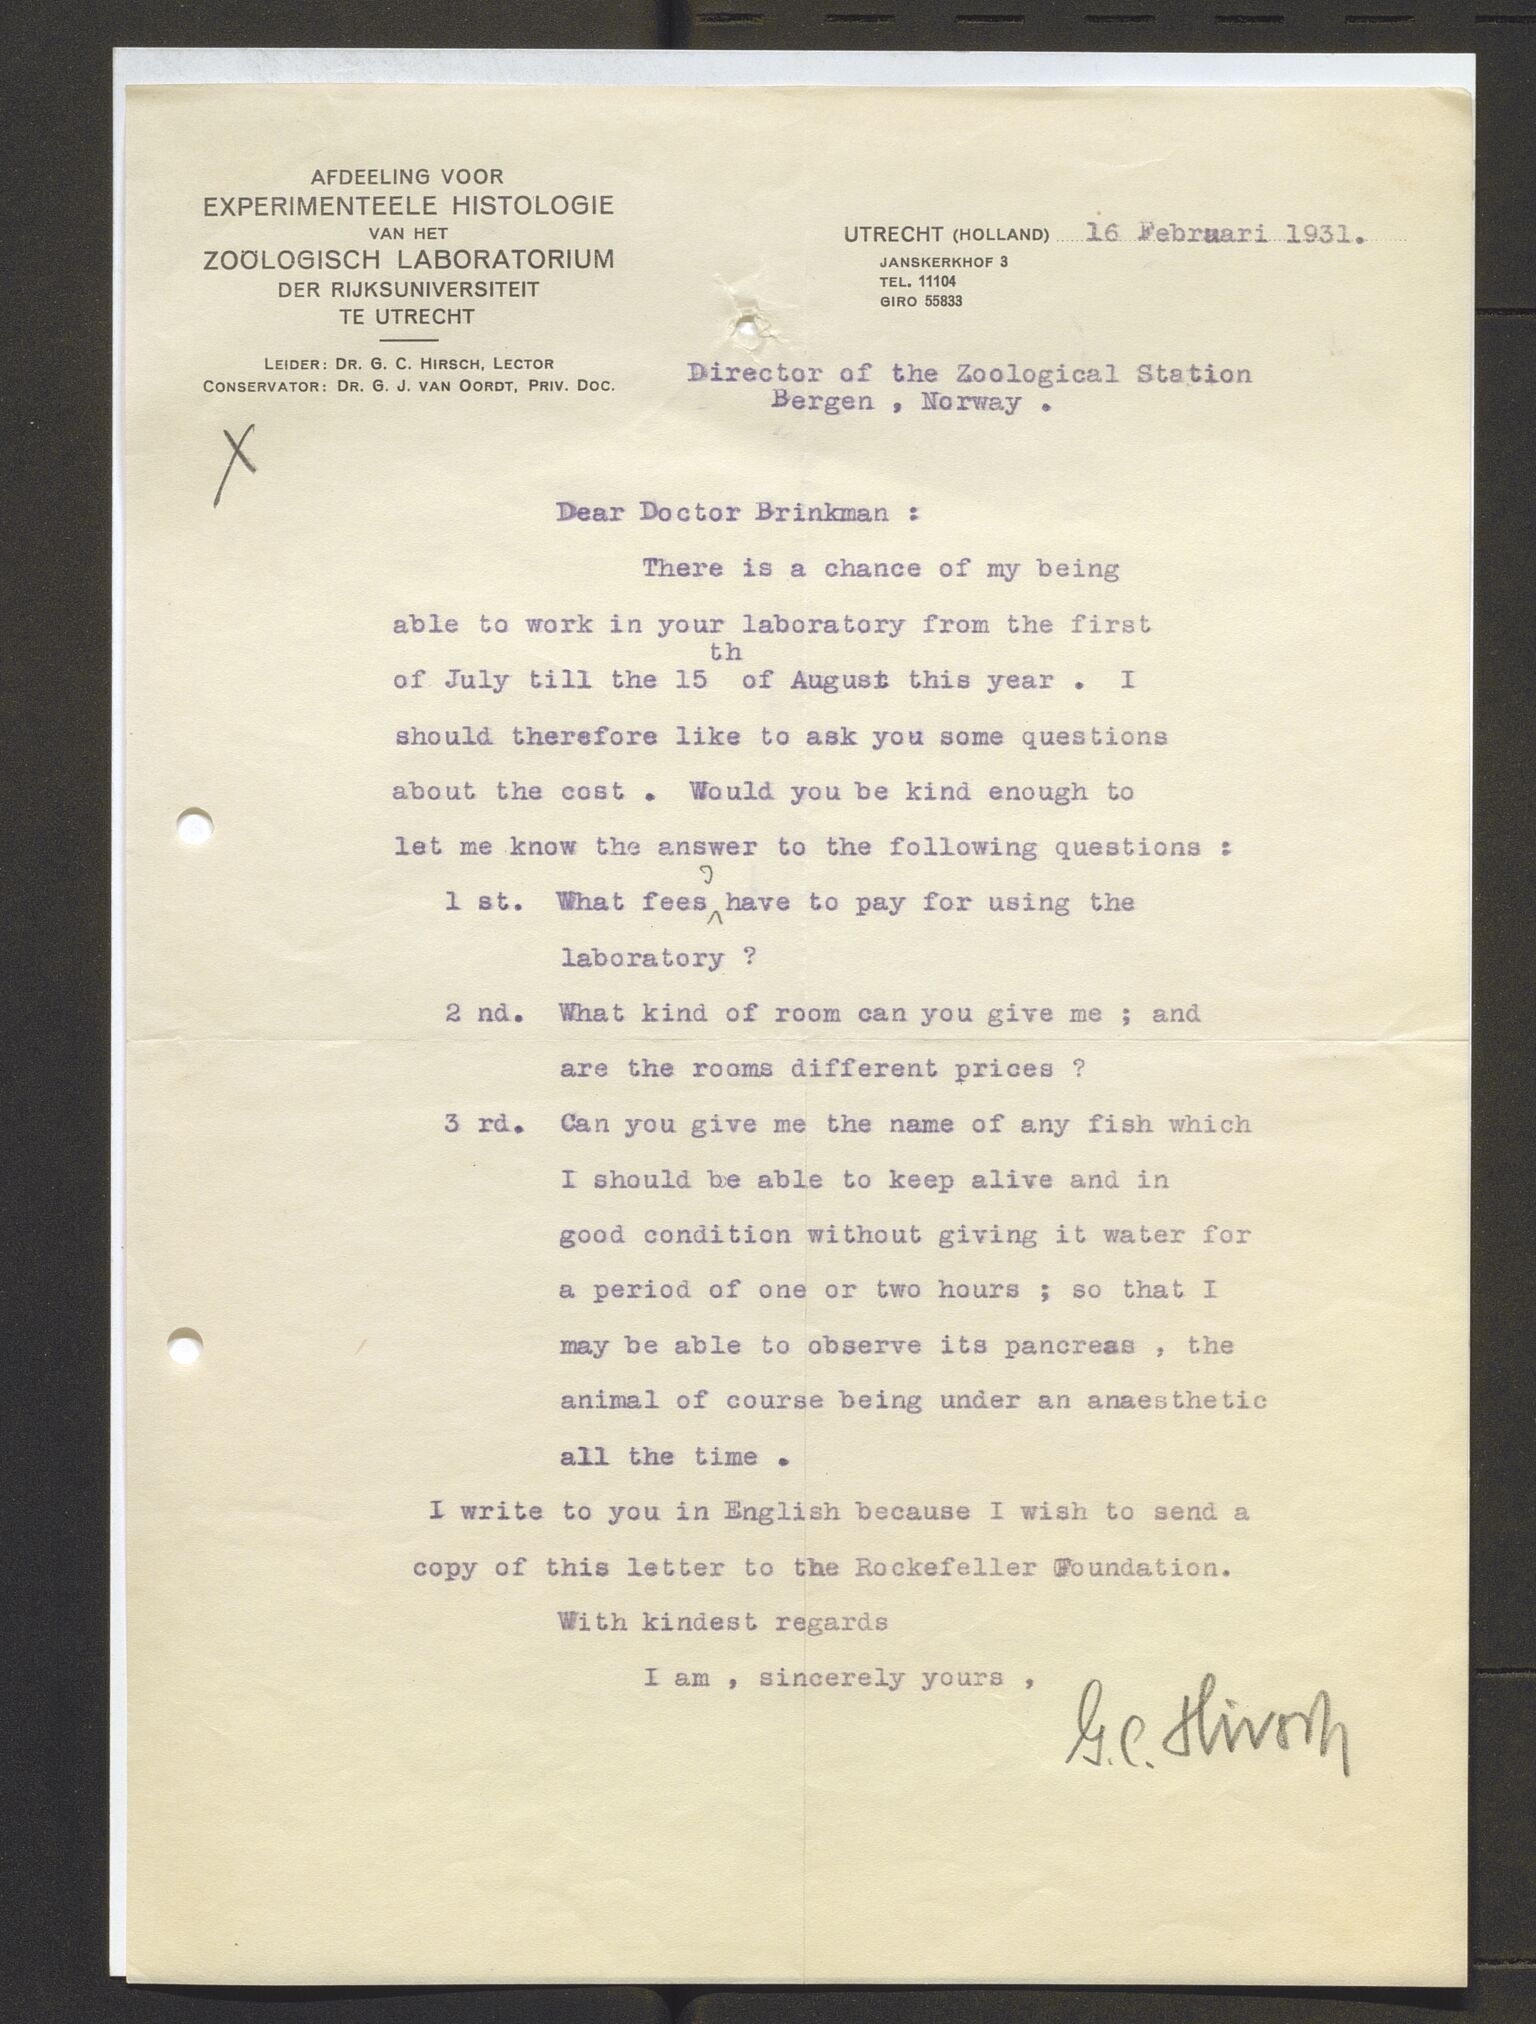 AFDEELING VOOR
EXPERIMENTEELE HISTOLOGIE
VAN HET
ZOÖLOGISCH LABORATORIUM
DER RIJKSUNIVERSITEIT
TE UTRECHT
LEIDER: DR. G. C. HIRSCH, LECTOR
CONSERVATOR: DR. G. J. VAN OORDT, PRIV. DOC.
UTRECHT (HOLLAND) 16 Februari 1931.
JANSKERKHOF 3
TEL. 11104
GIRO 55833
Director of the Zoological Station
Bergen , Norway .
X
Dear Doctor Brinkman :
There is a chance of my being
able to work in your laboratory from the first
of July till the 15th of August this year . I
should therefore like to ask you some questions
about the cost . Would you be kind enough to
let me know the answer to the following questions :
1 st. What fees have to pay for using the
laboratory ?
2 nd. What kind of room can you give me ; and
are the rooms different prices ?
3 rd. Can you give me the name of any fish which
I should be able to keep alive and in
good condition without giving it water for
a period of one or two hours ; so that I
may be able to observe its pancreas , the
animal of course being under an anaesthetic
all the time .
I write to you in English because I wish to send a
copy of this letter to the Rockefeller Foundation.
With kindest regards
I am , sincerely yours ,
G. C. Hirsch